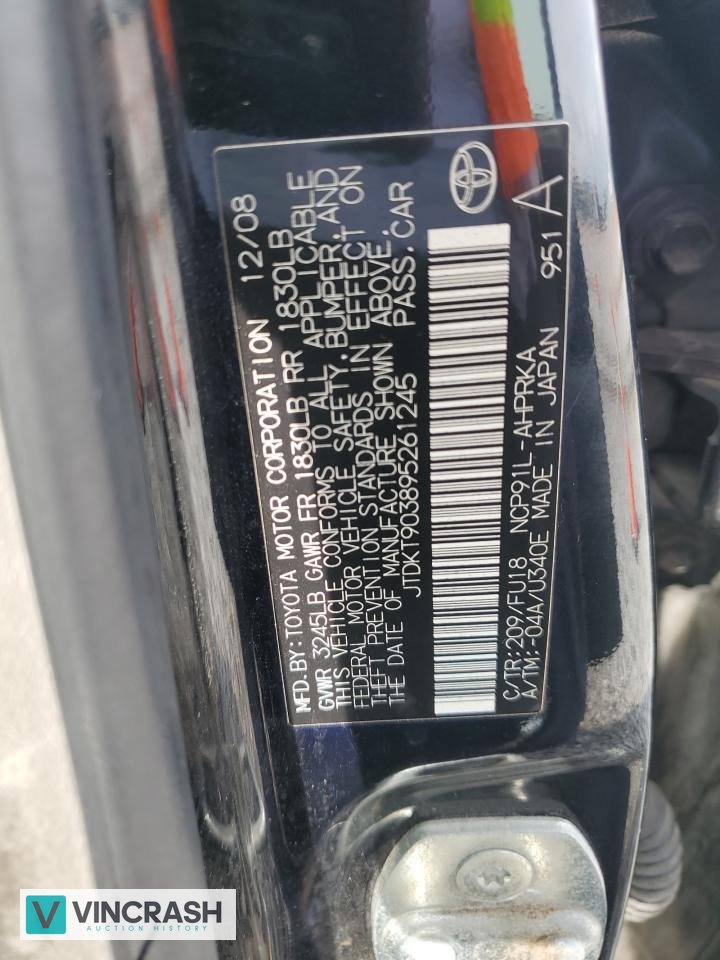 MFD.BY:TOYOTA MOTOR CORPORATION 12/08
GVWR 3245LB GAWR FR 1830LB RR 1830LB
THIS VEHICLE CONFORMS TO ALL APPLICABLE
FEDERAL MOTOR VEHICLE SAFETY,BUMPER,AND
THEFT PREVENTION STANDARDS IN EFFECT ON
THE DATE OF MANUFACTURE SHOWN ABOVE.
JTDKT903895261245 PASS.CAR
C/TR:209/FU18 NCP91L-AHPRKA
A/TM:-04A/U340E MADE IN JAPAN 951 A
VINCRASH
AUCTION HISTORY